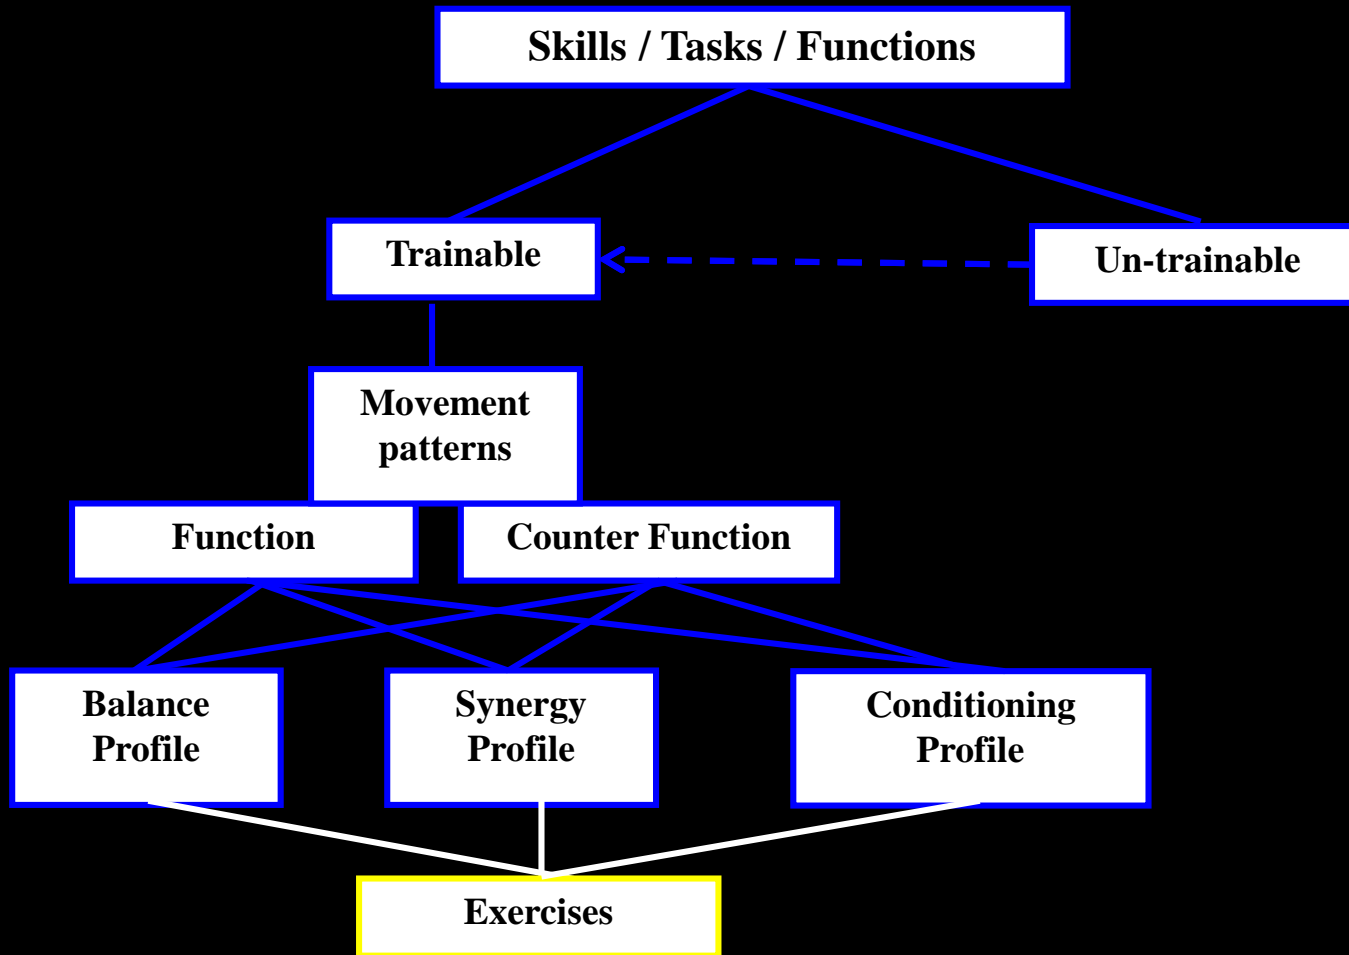 Skills / Tasks / Functions
Trainable
Un-trainable
Movement
patterns
Function
Counter Function
Balance
Profile
Synergy
Profile
Conditioning
Profile
Exercises